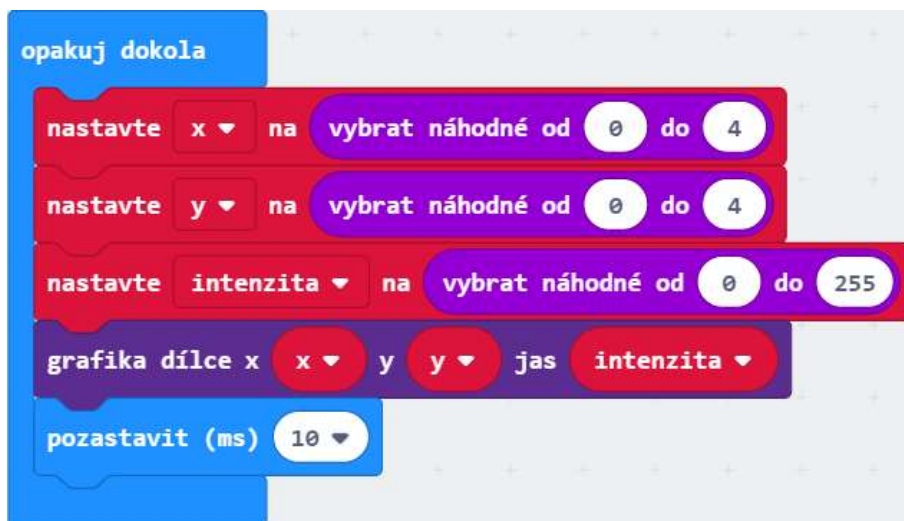 opakuj dokola
nastavte x na vybrat náhodné od 0 do 4
nastavte y na vybrat náhodné od 0 do 4
nastavte intenzita na vybrat náhodné od 0 do 255
grafika dílce x x y y jas intenzita
pozastavit (ms) 10